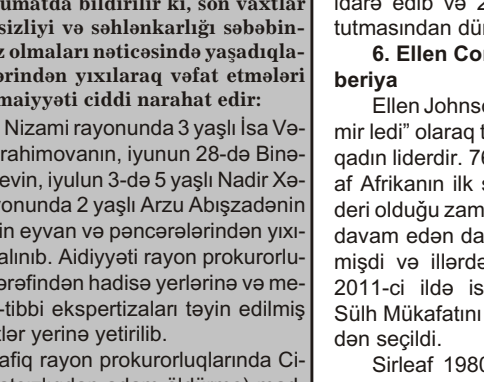 umatda bildirilir ki, son vaxtlar
sizliyi və səhlənkarlığı səbəbin-
z olmaları nəticəsində yaşadıqla-
ərindən yıxılaraq vəfat etmələri
maiyyəti ciddi narahat edir:
Nizami rayonunda 3 yaşlı İsa Və-
rahimovanın, iyunun 28-də Binə-
evin, iyulun 3-də 5 yaşlı Nadir Xə-
yonunda 2 yaşlı Arzu Abışzadənin
in eyvan və pəncərələrindən yıxı-
alınıb. Aidiyyəti rayon prokurorlu-
ərəfindən hadisə yerlərinə və me-
-tibbi ekspertizaları təyin edilmiş
tlər yerinə yetirilib.
afiq rayon prokurorluqlarında Ci-
idarə edib və 2
tutmasından dü
6. Ellen Co
beriya
Ellen Johns
mir ledi” olaraq t
qadın liderdir. 76
af Afrikanın ilk s
deri olduğu zam
davam edən da
mişdi və illərdə
2011-ci ildə is
Sülh Mükafatını
dən seçildi.
Sirleaf 1980